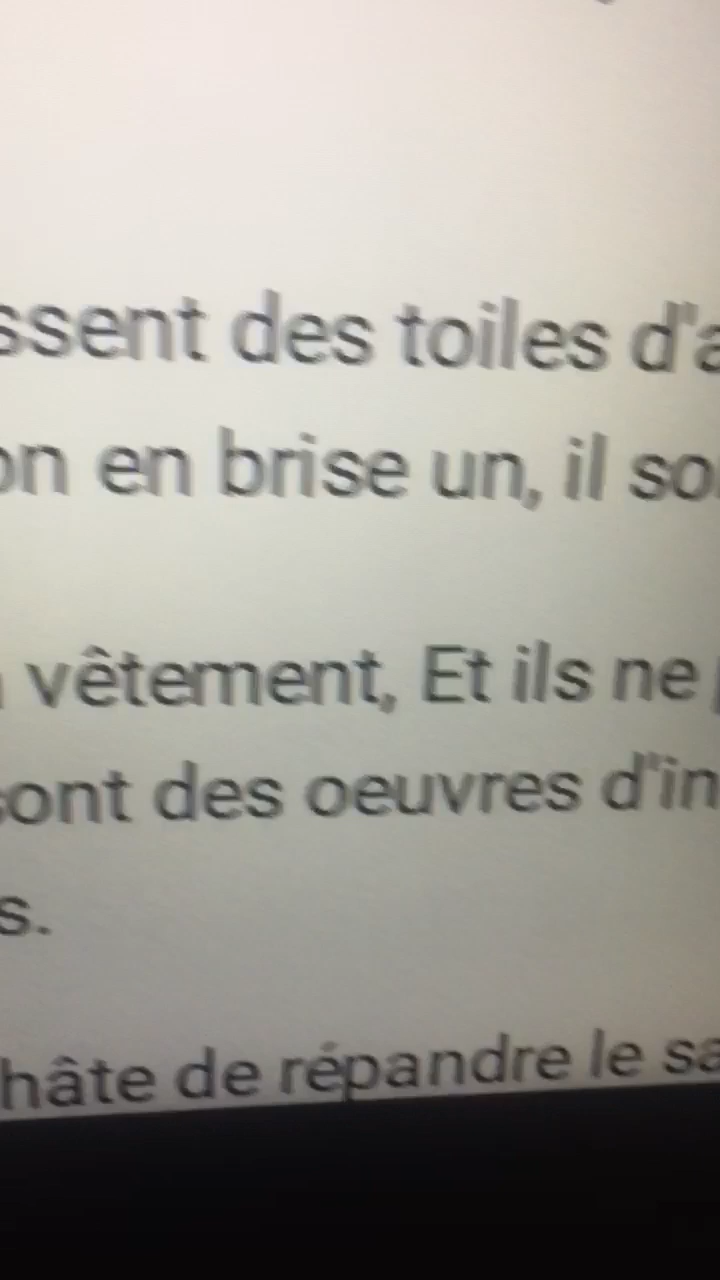 ssent des toiles d'a
on en brise un, il so
vêtement, Et ils ne
sont des oeuvres d'in
s.
hâte de répandre le sa